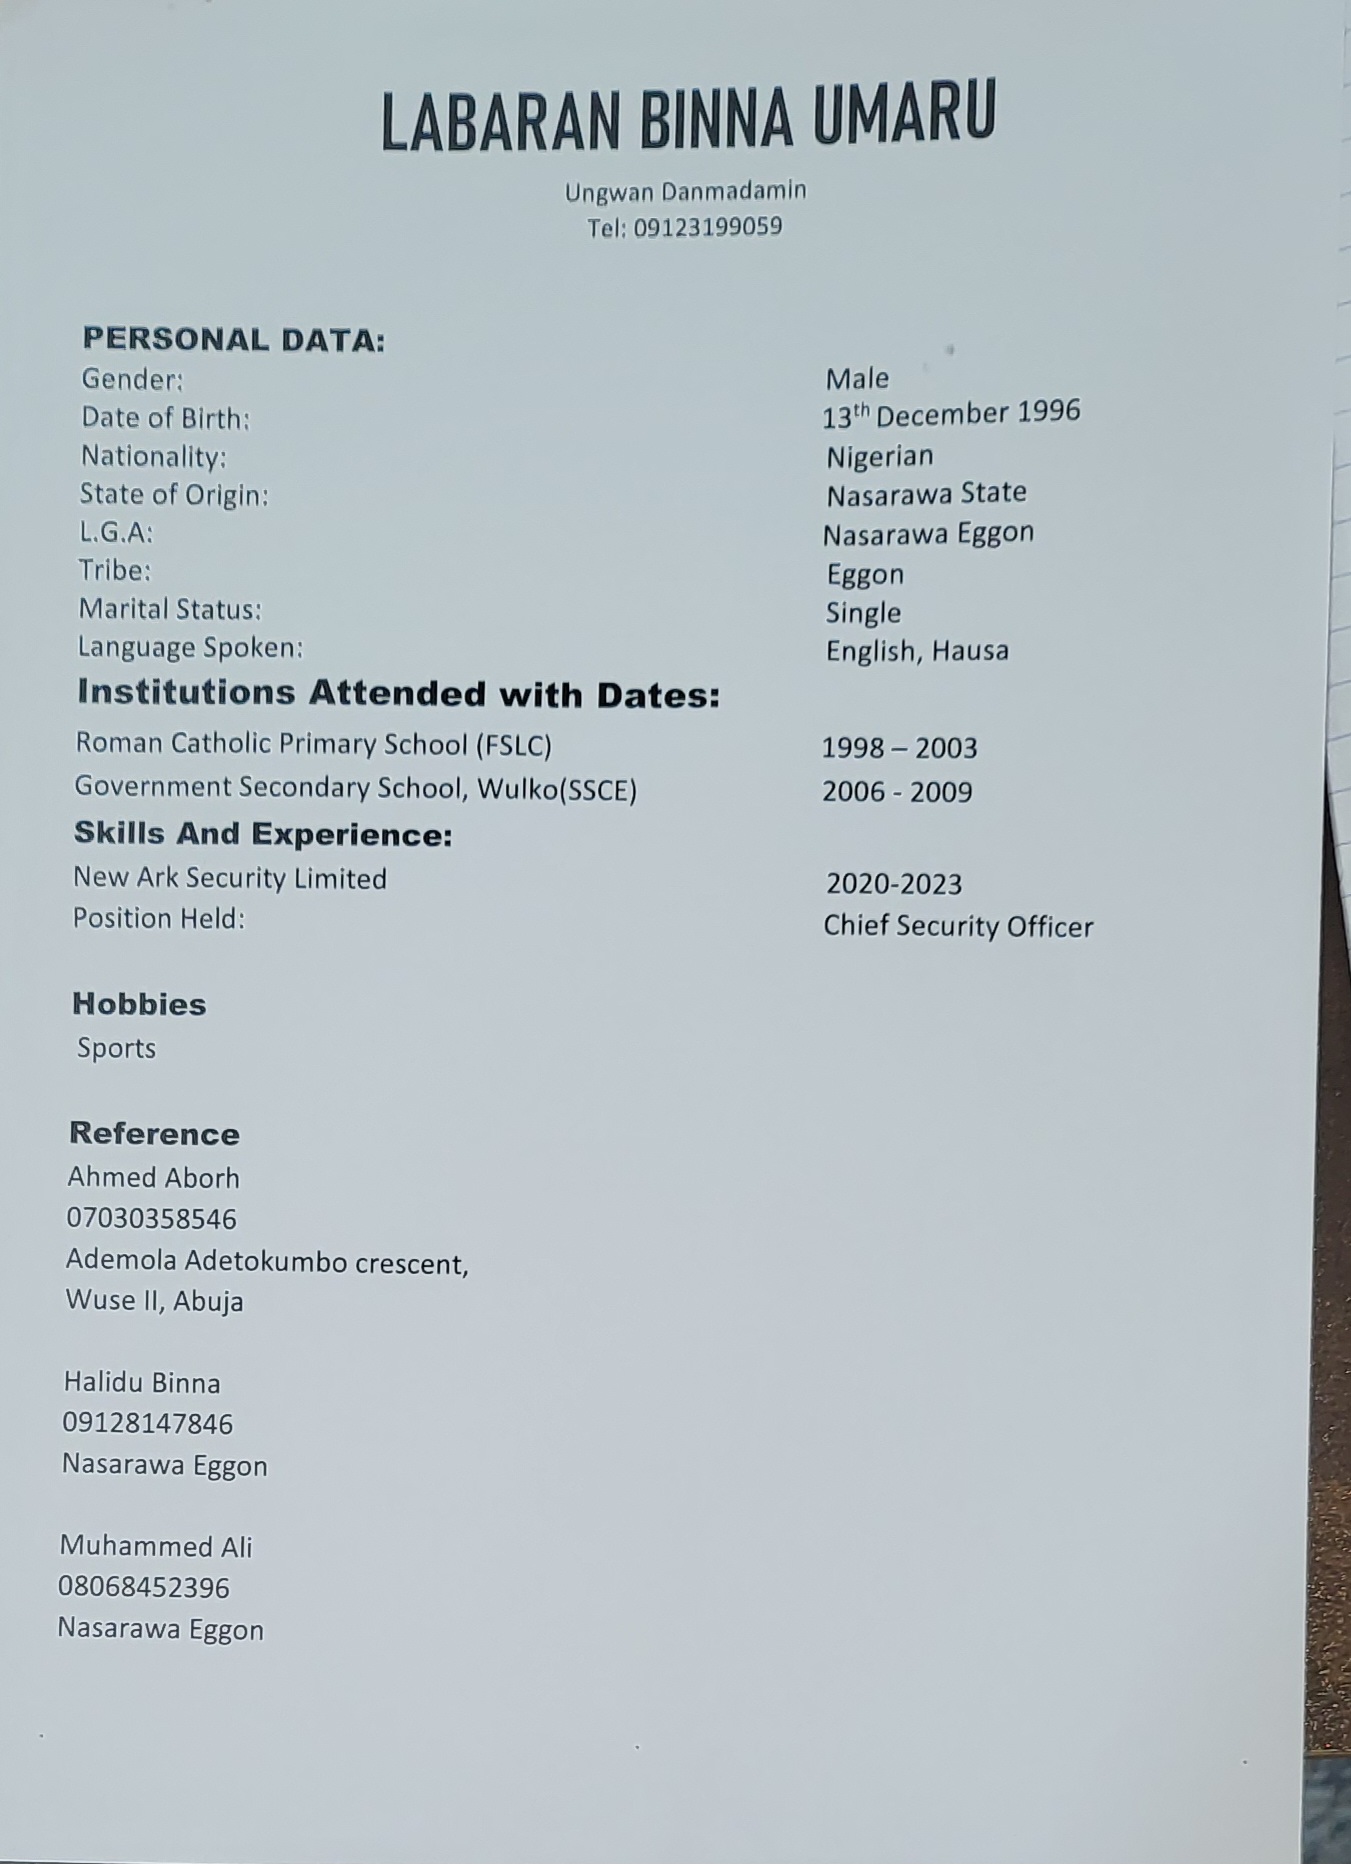 LABARAN BINNA UMARU
Ungwan Danmadamin
Tel: 09123199059
PERSONAL DATA:
Gender: Male
Date of Birth: 13th December 1996
Nationality: Nigerian
State of Origin: Nasarawa State
L.G.A: Nasarawa Eggon
Tribe: Eggon
Marital Status: Single
Language Spoken: English, Hausa
Institutions Attended with Dates:
Roman Catholic Primary School (FSLC) 1998 – 2003
Government Secondary School, Wulko(SSCE) 2006 - 2009
Skills And Experience:
New Ark Security Limited 2020-2023
Position Held: Chief Security Officer
Hobbies
Sports
Reference
Ahmed Aborh
07030358546
Ademola Adetokumbo crescent,
Wuse II, Abuja
Halidu Binna
09128147846
Nasarawa Eggon
Muhammed Ali
08068452396
Nasarawa Eggon